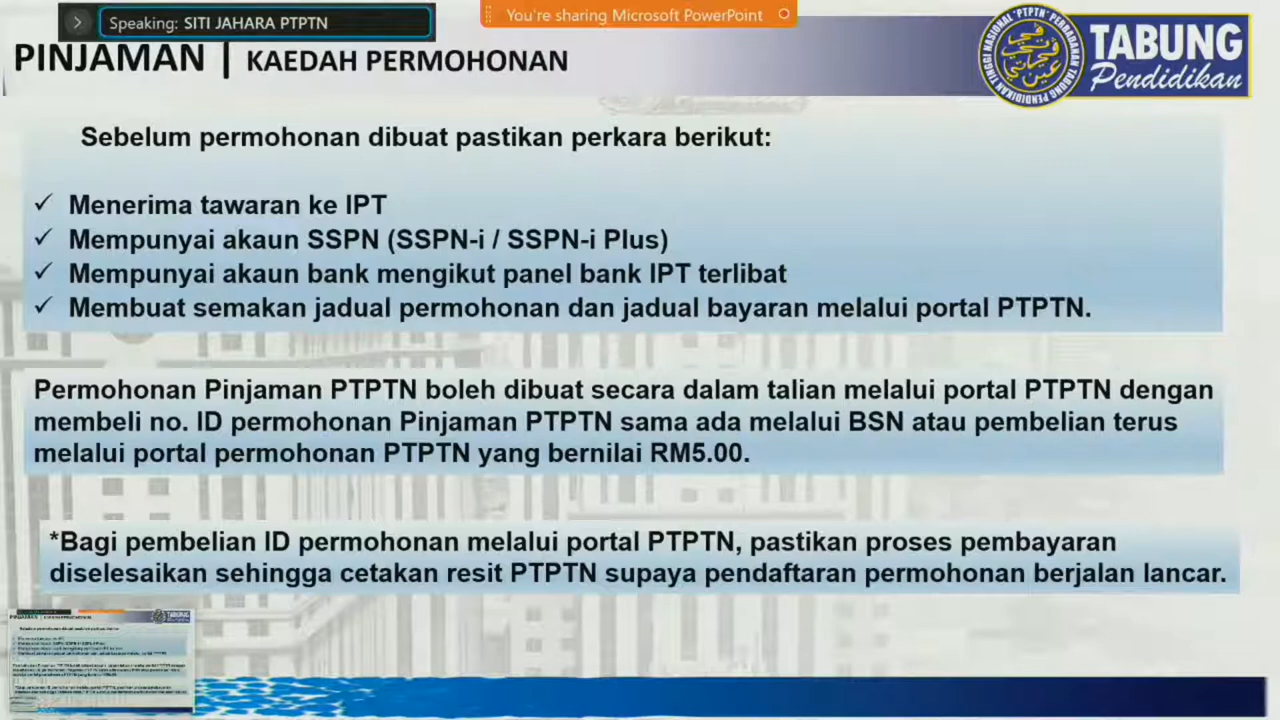 Speaking: SITI JAHARA PTPTN
You're sharing Microsoft PowerPoint
PINJAMAN | KAEDAH PERMOHONAN
TABUNG
Pendidikan
Sebelum permohonan dibuat pastikan perkara berikut:
✓ Menerima tawaran ke IPT
✓ Mempunyai akaun SSPN (SSPN-i / SSPN-i Plus)
✓ Mempunyai akaun bank mengikut panel bank IPT terlibat
✓ Membuat semakan jadual permohonan dan jadual bayaran melalui portal PTPTN.
Permohonan Pinjaman PTPTN boleh dibuat secara dalam talian melalui portal PTPTN dengan
membeli no. ID permohonan Pinjaman PTPTN sama ada melalui BSN atau pembelian terus
melalui portal permohonan PTPTN yang bernilai RM5.00.
*Bagi pembelian ID permohonan melalui portal PTPTN, pastikan proses pembayaran
diselesaikan sehingga cetakan resit PTPTN supaya pendaftaran permohonan berjalan lancar.